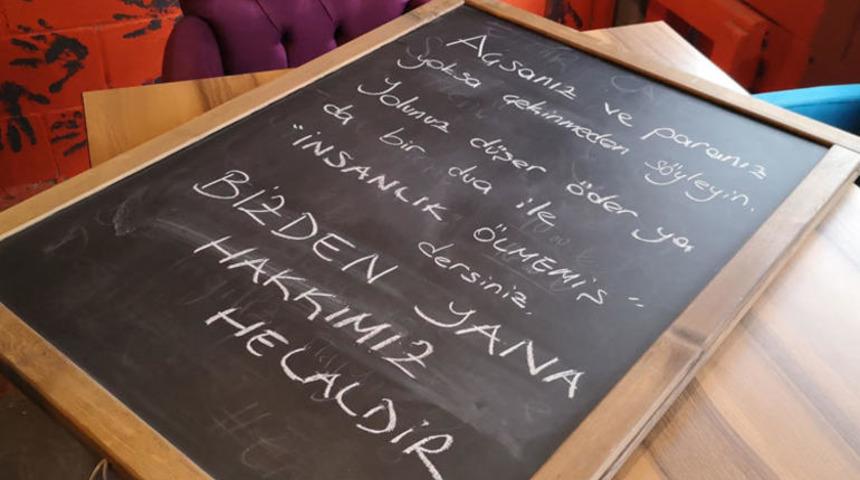 Açsanız ve paranız
yoksa çekinmeden söyleyin.
Yolunuz düşer öder ya
da bir dua ile
"İNSANLIK ÖLMEMİŞ"
dersiniz.
BİZDEN YANA
HAKKIMIZ
HELALDİR